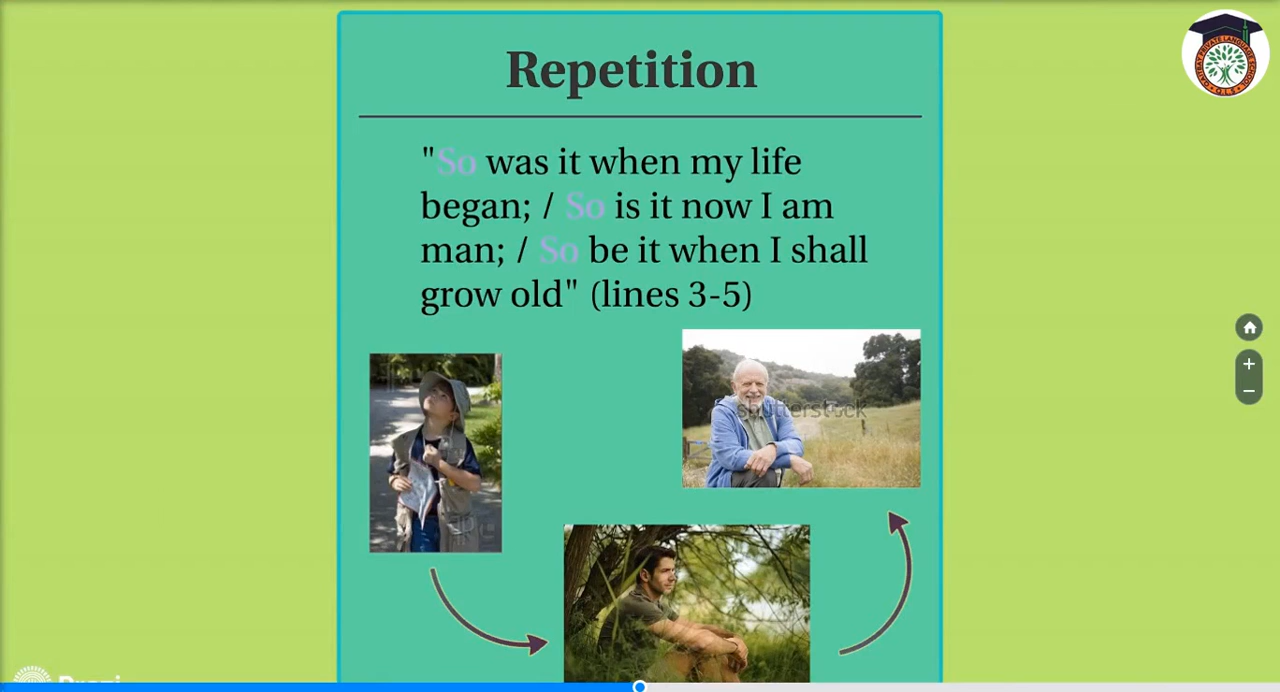 Repetition
"So was it when my life
began; / So is it now I am
man; / So be it when I shall
grow old" (lines 3-5)
shutterstock